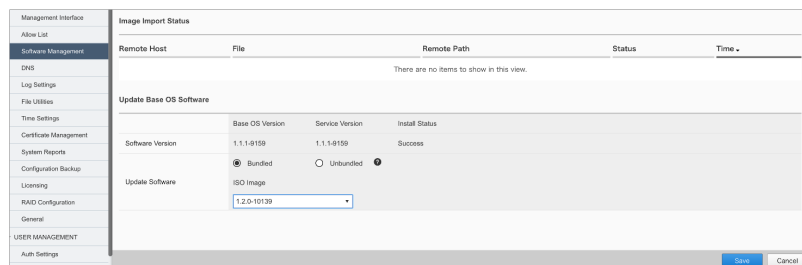 Management Interface
Allow List
Software Management
DNS
Log Settings
File Utilities
Time Settings
Certificate Management
System Reports
Configuration Backup
Licensing
RAID Configuration
General
USER MANAGEMENT
Auth Settings
Image Import Status
Remote Host File Remote Path Status Time
There are no items to show in this view.
Update Base OS Software
Base OS Version Service Version Install Status
Software Version 1.1.1-9159 1.1.1-9159 Success
Bundled Unbundled ?
Update Software ISO Image
1.2.0-10139
Save Cancel